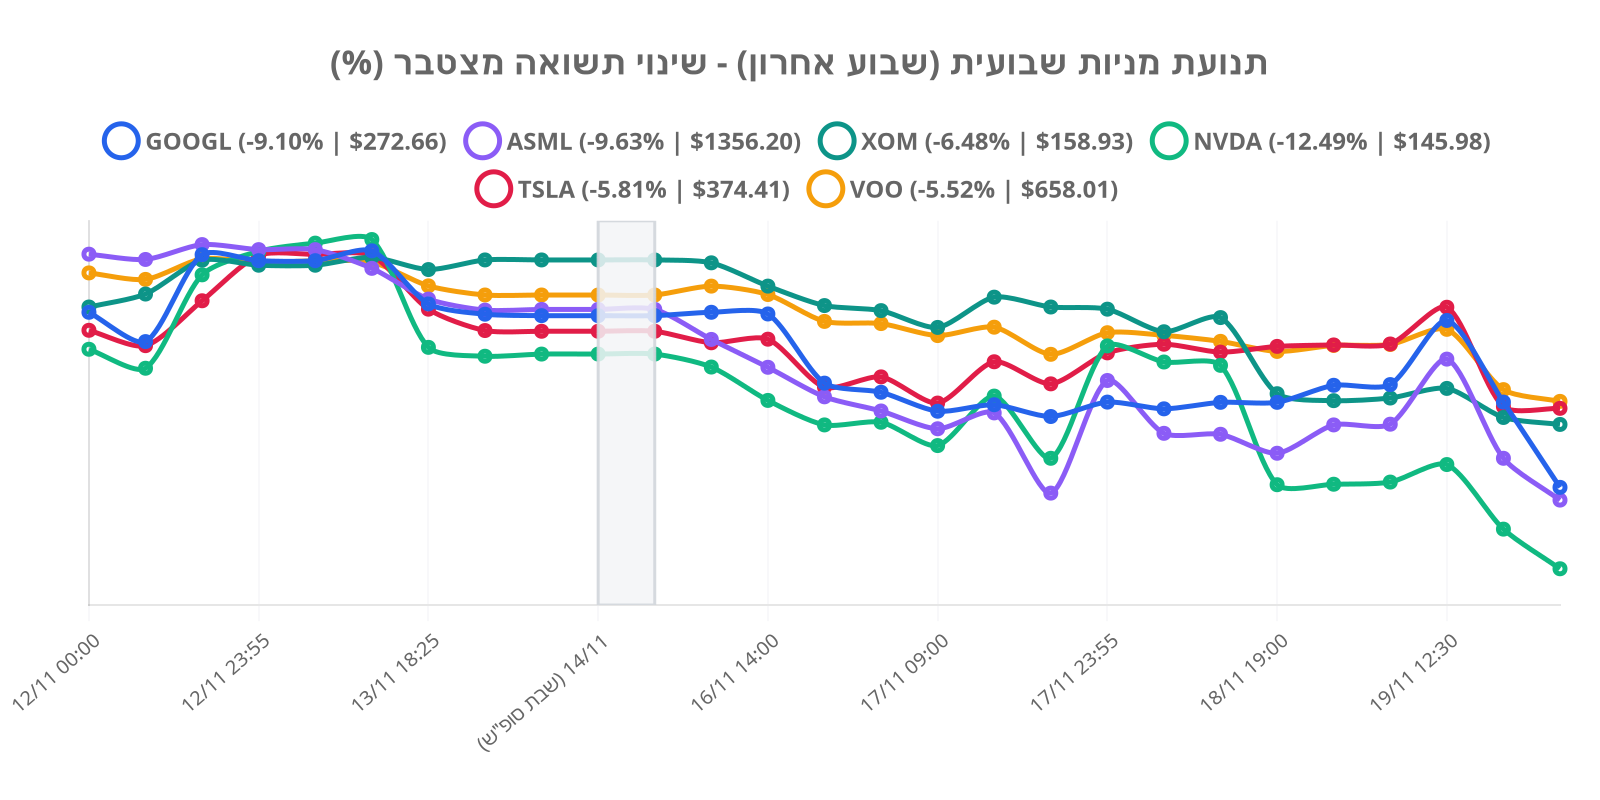 תנועת מניות שבועית (שבוע אחרון) - שינוי תשואה מצטבר (%)
GOOGL (-9.10% | $272.66) ASML (-9.63% | $1356.20) XOM (-6.48% | $158.93) NVDA (-12.49% | $145.98)
TSLA (-5.81% | $374.41) VOO (-5.52% | $658.01)
12/11 00:00
12/11 23:55
13/11 18:25
14/11 (שבת סופ"ש)
16/11 14:00
17/11 09:00
17/11 23:55
18/11 19:00
19/11 12:30